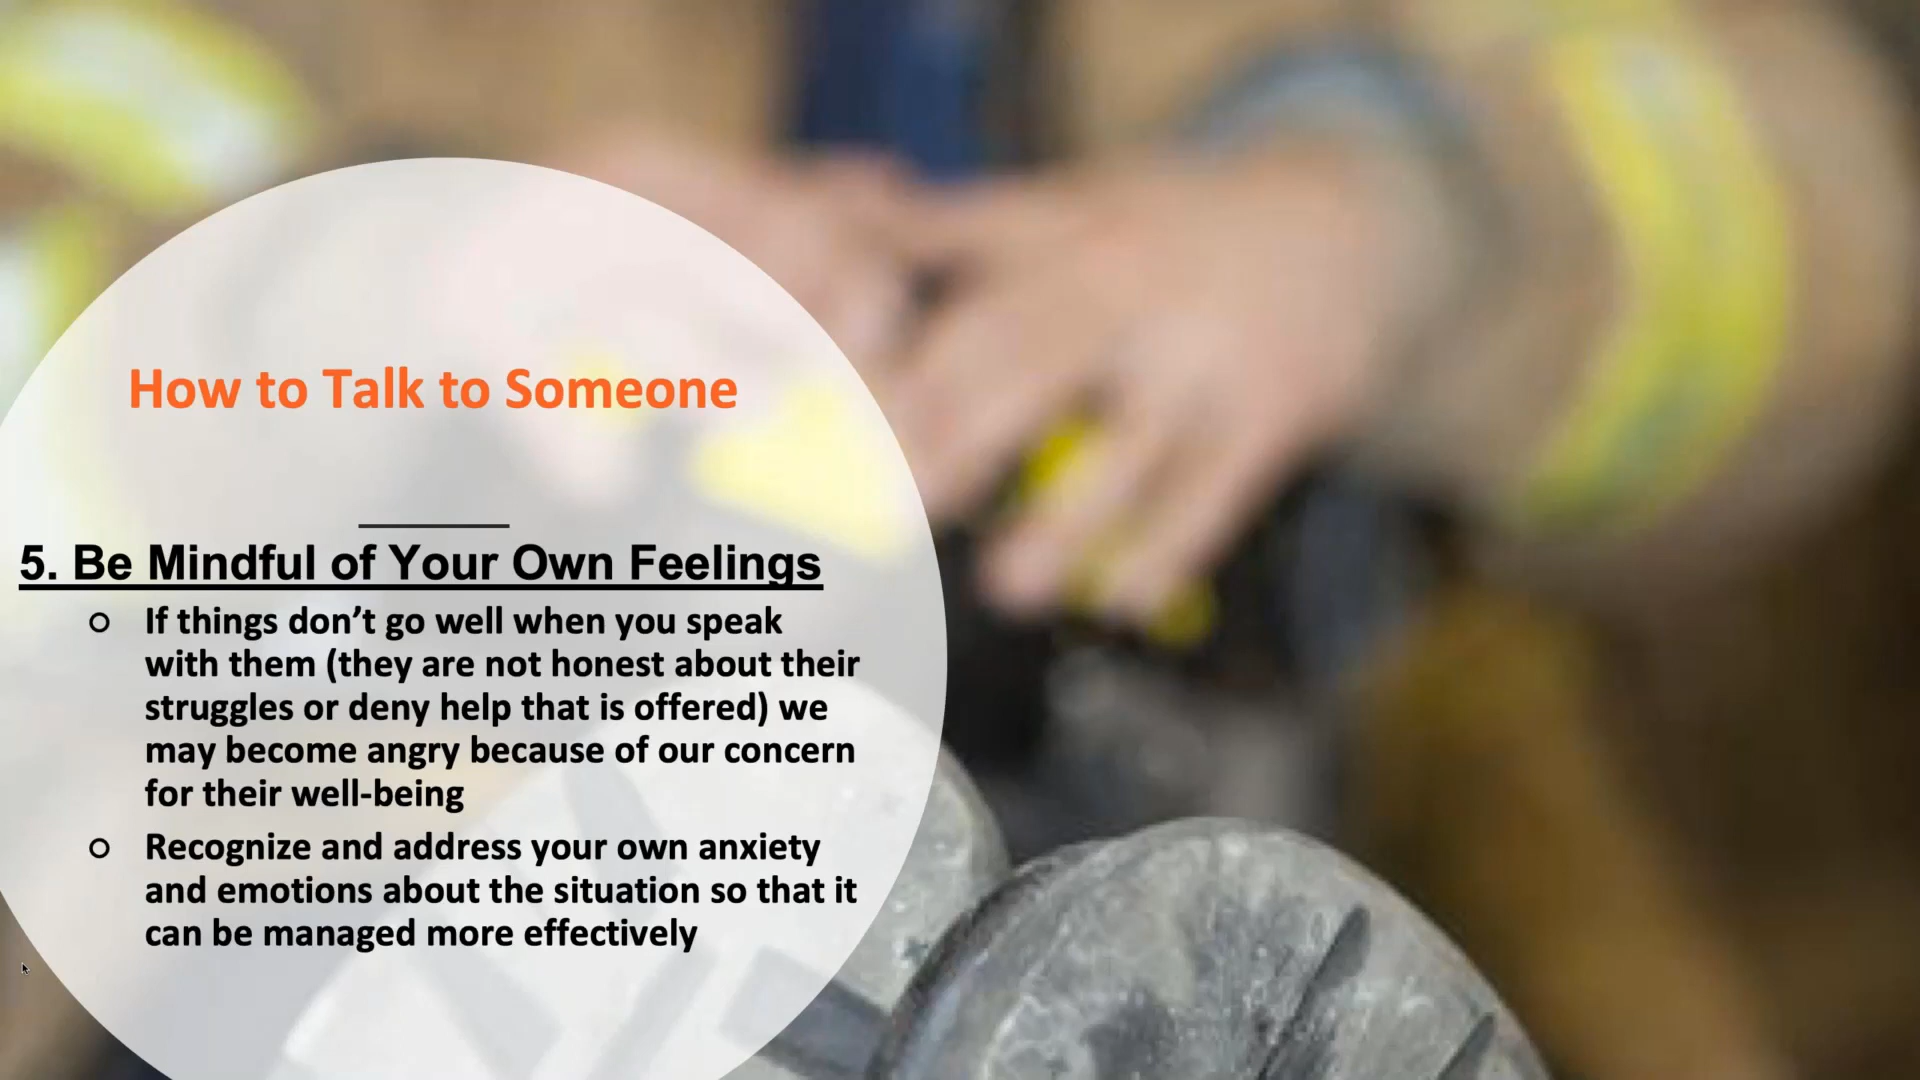 How to Talk to Someone
5. Be Mindful of Your Own Feelings
o If things don’t go well when you speak
with them (they are not honest about their
struggles or deny help that is offered) we
may become angry because of our concern
for their well-being
o Recognize and address your own anxiety
and emotions about the situation so that it
can be managed more effectively